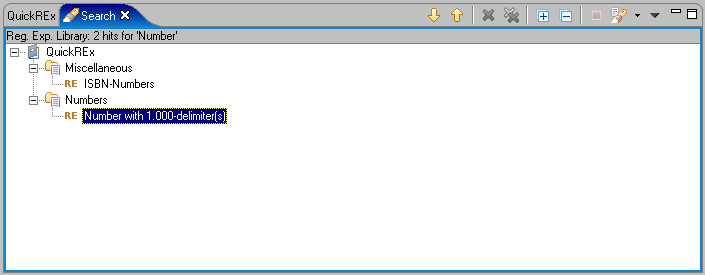 QuickREx Search
Reg. Exp. Library: 2 hits for 'Number'
QuickREx
Miscellaneous
RE ISBN-Numbers
Numbers
RE Number with 1.000-delimiter(s)